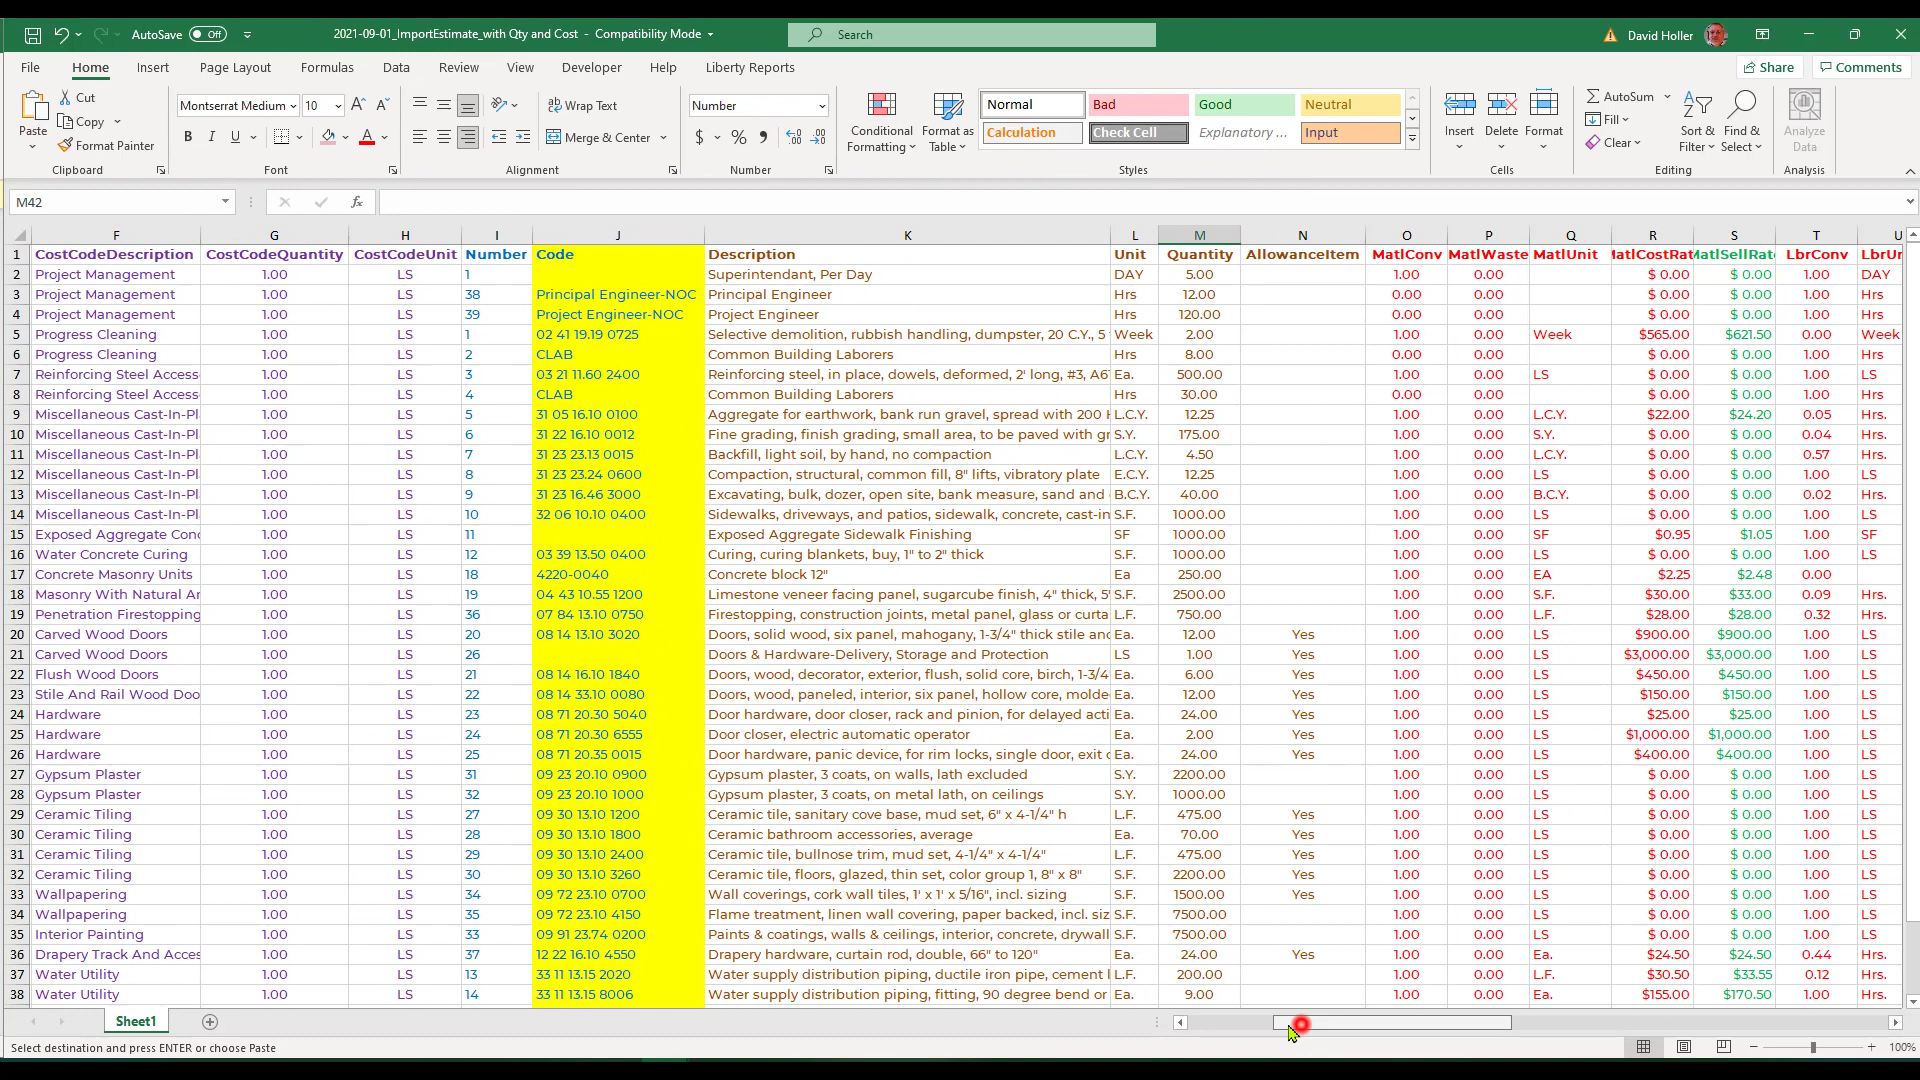 AutoSave Off 2021-09-01_ImportEstimate_with Qty and Cost - Compatibility Mode Search David Holler
File Home Insert Page Layout Formulas Data Review View Developer Help Liberty Reports Share Comments
Paste Cut Copy Format Painter
Montserrat Medium 10 B I U A
Wrap Text Merge & Center
Number $ %
Conditional Formatting Format as Table
Normal Bad Good Neutral
Calculation Check Cell Explanatory ... Input
Insert Delete Format
AutoSum Fill Clear Sort & Filter Find & Select
Analyze Data
Clipboard Font Alignment Number Styles Cells Editing Analysis
M42 fx
F G H I J K L M N O P Q R S T U
1 CostCodeDescription CostCodeQuantity CostCodeUnit Number Code Description Unit Quantity AllowanceItem MatlConv MatlWaste MatlUnit MatlCostRat MatlSellRat LbrConv LbrUr
2 Project Management 1.00 LS 1 Superintendant, Per Day DAY 5.00 1.00 0.00 $ 0.00 $ 0.00 1.00 DAY
3 Project Management 1.00 LS 38 Principal Engineer-NOC Principal Engineer Hrs 12.00 0.00 0.00 $ 0.00 $ 0.00 1.00 Hrs
4 Project Management 1.00 LS 39 Project Engineer-NOC Project Engineer Hrs 120.00 0.00 0.00 $ 0.00 $ 0.00 1.00 Hrs
5 Progress Cleaning 1.00 LS 1 02 41 19.19 0725 Selective demolition, rubbish handling, dumpster, 20 C.Y., 5 Week 2.00 1.00 0.00 Week $565.00 $621.50 0.00 Week
6 Progress Cleaning 1.00 LS 2 CLAB Common Building Laborers Hrs 8.00 0.00 0.00 $ 0.00 $ 0.00 1.00 Hrs
7 Reinforcing Steel Access 1.00 LS 3 03 21 11.60 2400 Reinforcing steel, in place, dowels, deformed, 2' long, #3, A6 Ea. 500.00 1.00 0.00 LS $ 0.00 $ 0.00 1.00 LS
8 Reinforcing Steel Access 1.00 LS 4 CLAB Common Building Laborers Hrs 30.00 0.00 0.00 $ 0.00 $ 0.00 1.00 Hrs
9 Miscellaneous Cast-In-Pl 1.00 LS 5 31 05 16.10 0100 Aggregate for earthwork, bank run gravel, spread with 200 H L.C.Y. 12.25 1.00 0.00 L.C.Y. $22.00 $24.20 0.05 Hrs.
10 Miscellaneous Cast-In-Pl 1.00 LS 6 31 22 16.10 0012 Fine grading, finish grading, small area, to be paved with gr S.Y. 175.00 1.00 0.00 S.Y. $ 0.00 $ 0.00 0.04 Hrs.
11 Miscellaneous Cast-In-Pl 1.00 LS 7 31 23 23.13 0015 Backfill, light soil, by hand, no compaction L.C.Y. 4.50 1.00 0.00 L.C.Y. $ 0.00 $ 0.00 0.57 Hrs.
12 Miscellaneous Cast-In-Pl 1.00 LS 8 31 23 23.24 0600 Compaction, structural, common fill, 8" lifts, vibratory plate E.C.Y. 12.25 1.00 0.00 LS $ 0.00 $ 0.00 1.00 LS
13 Miscellaneous Cast-In-Pl 1.00 LS 9 31 23 16.46 3000 Excavating, bulk, dozer, open site, bank measure, sand and B.C.Y. 40.00 1.00 0.00 B.C.Y. $ 0.00 $ 0.00 0.02 Hrs.
14 Miscellaneous Cast-In-Pl 1.00 LS 10 32 06 10.10 0400 Sidewalks, driveways, and patios, sidewalk, concrete, cast-in S.F. 1000.00 1.00 0.00 LS $ 0.00 $ 0.00 1.00 LS
15 Exposed Aggregate Conc 1.00 LS 11 Exposed Aggregate Sidewalk Finishing SF 1000.00 1.00 0.00 SF $0.95 $1.05 1.00 SF
16 Water Concrete Curing 1.00 LS 12 03 39 13.50 0400 Curing, curing blankets, buy, 1" to 2" thick S.F. 1000.00 1.00 0.00 LS $ 0.00 $ 0.00 1.00 LS
17 Concrete Masonry Units 1.00 LS 18 4220-0040 Concrete block 12" Ea 250.00 1.00 0.00 EA $2.25 $2.48 0.00
18 Masonry With Natural Ar 1.00 LS 19 04 43 10.55 1200 Limestone veneer facing panel, sugarcube finish, 4" thick, 5' S.F. 2500.00 1.00 0.00 S.F. $30.00 $33.00 0.09 Hrs.
19 Penetration Firestopping 1.00 LS 36 07 84 13.10 0750 Firestopping, construction joints, metal panel, glass or curta L.F. 750.00 1.00 0.00 L.F. $28.00 $28.00 0.32 Hrs.
20 Carved Wood Doors 1.00 LS 20 08 14 13.10 3020 Doors, solid wood, six panel, mahogany, 1-3/4" thick stile and Ea. 12.00 Yes 1.00 0.00 LS $900.00 $900.00 1.00 LS
21 Carved Wood Doors 1.00 LS 26 Doors & Hardware-Delivery, Storage and Protection LS 1.00 Yes 1.00 0.00 LS $3,000.00 $3,000.00 1.00 LS
22 Flush Wood Doors 1.00 LS 21 08 14 16.10 1840 Doors, wood, decorator, exterior, flush, solid core, birch, 1-3/4 Ea. 6.00 Yes 1.00 0.00 LS $450.00 $450.00 1.00 LS
23 Stile And Rail Wood Doo 1.00 LS 22 08 14 33.10 0080 Doors, wood, paneled, interior, six panel, hollow core, molde Ea. 12.00 Yes 1.00 0.00 LS $150.00 $150.00 1.00 LS
24 Hardware 1.00 LS 23 08 71 20.30 5040 Door hardware, door closer, rack and pinion, for delayed acti Ea. 24.00 Yes 1.00 0.00 LS $25.00 $25.00 1.00 LS
25 Hardware 1.00 LS 24 08 71 20.30 6555 Door closer, electric automatic operator Ea. 2.00 Yes 1.00 0.00 LS $1,000.00 $1,000.00 1.00 LS
26 Hardware 1.00 LS 25 08 71 20.35 0015 Door hardware, panic device, for rim locks, single door, exit c Ea. 24.00 Yes 1.00 0.00 LS $400.00 $400.00 1.00 LS
27 Gypsum Plaster 1.00 LS 31 09 23 20.10 0900 Gypsum plaster, 3 coats, on walls, lath excluded S.Y. 2200.00 1.00 0.00 LS $ 0.00 $ 0.00 1.00 LS
28 Gypsum Plaster 1.00 LS 32 09 23 20.10 1000 Gypsum plaster, 3 coats, on metal lath, on ceilings S.Y. 1000.00 1.00 0.00 LS $ 0.00 $ 0.00 1.00 LS
29 Ceramic Tiling 1.00 LS 27 09 30 13.10 1200 Ceramic tile, sanitary cove base, mud set, 6" x 4-1/4" h L.F. 475.00 Yes 1.00 0.00 LS $ 0.00 $ 0.00 1.00 LS
30 Ceramic Tiling 1.00 LS 28 09 30 13.10 1800 Ceramic bathroom accessories, average Ea. 70.00 Yes 1.00 0.00 LS $ 0.00 $ 0.00 1.00 LS
31 Ceramic Tiling 1.00 LS 29 09 30 13.10 2400 Ceramic tile, bullnose trim, mud set, 4-1/4" x 4-1/4" L.F. 475.00 Yes 1.00 0.00 LS $ 0.00 $ 0.00 1.00 LS
32 Ceramic Tiling 1.00 LS 30 09 30 13.10 3260 Ceramic tile, floors, glazed, thin set, color group 1, 8" x 8" S.F. 2200.00 Yes 1.00 0.00 LS $ 0.00 $ 0.00 1.00 LS
33 Wallpapering 1.00 LS 34 09 72 23.10 0700 Wall coverings, cork wall tiles, 1' x 1' x 5/16", incl. sizing S.F. 1500.00 Yes 1.00 0.00 LS $ 0.00 $ 0.00 1.00 LS
34 Wallpapering 1.00 LS 35 09 72 23.10 4150 Flame treatment, linen wall covering, paper backed, incl. siz S.F. 7500.00 1.00 0.00 LS $ 0.00 $ 0.00 1.00 LS
35 Interior Painting 1.00 LS 33 09 91 23.74 0200 Paints & coatings, walls & ceilings, interior, concrete, drywall S.F. 7500.00 1.00 0.00 LS $ 0.00 $ 0.00 1.00 LS
36 Drapery Track And Acces 1.00 LS 37 12 22 16.10 4550 Drapery hardware, curtain rod, double, 66" to 120" Ea. 24.00 Yes 1.00 0.00 Ea. $24.50 $24.50 0.44 Hrs.
37 Water Utility 1.00 LS 13 33 11 13.15 2020 Water supply distribution piping, ductile iron pipe, cement l L.F. 200.00 1.00 0.00 L.F. $30.50 $33.55 0.12 Hrs.
38 Water Utility 1.00 LS 14 33 11 13.15 8006 Water supply distribution piping, fitting, 90 degree bend or Ea. 9.00 1.00 0.00 Ea. $155.00 $170.50 1.00 Hrs.
Sheet1
Select destination and press ENTER or choose Paste 100%